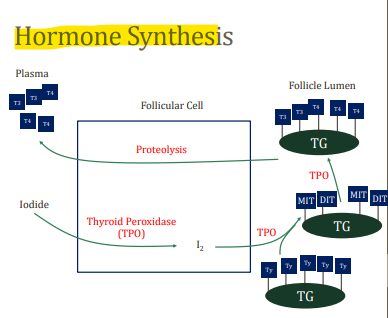 Hormone Synthesis
Plasma
T3 T3 T4
T4 T4
Follicular Cell
Follicle Lumen
T3 T3 T4 T4 T4
TG
Proteolysis
TPO
MIT DIT MIT DIT
TG
Iodide
Thyroid Peroxidase
(TPO)
I2
TPO
Ty Ty Ty Ty Ty
TG